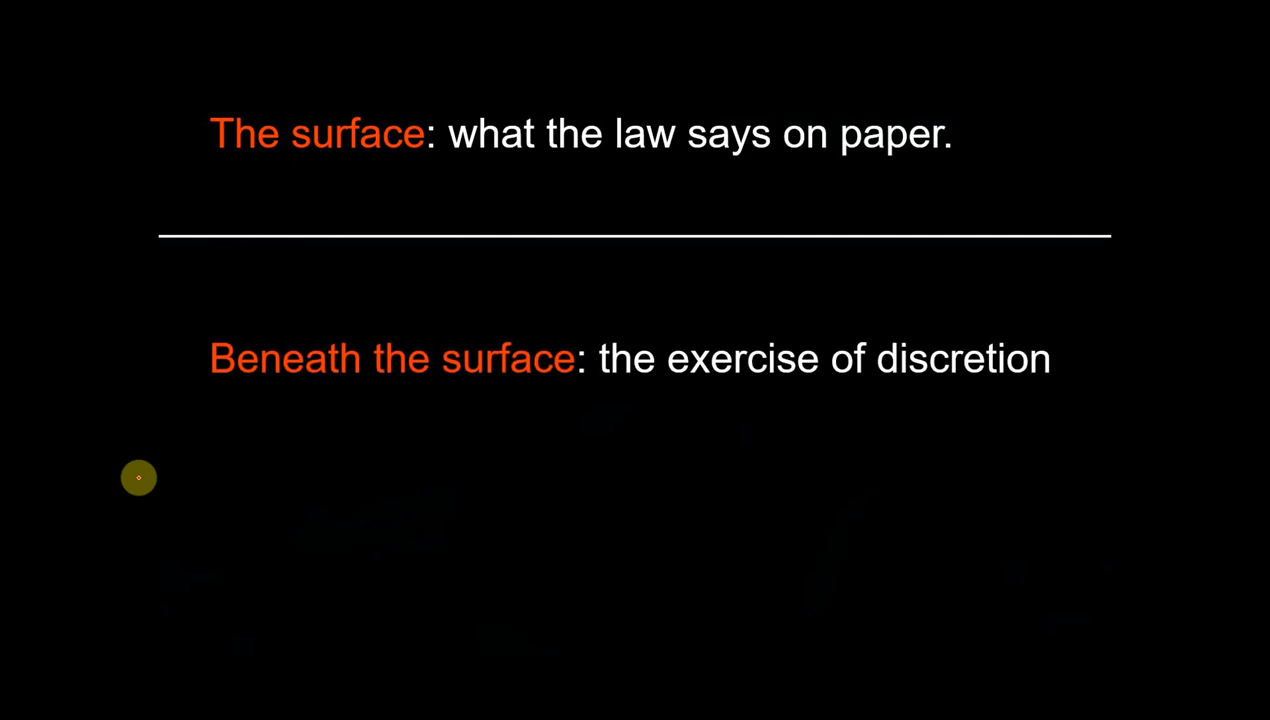 The surface: what the law says on paper.
Beneath the surface: the exercise of discretion